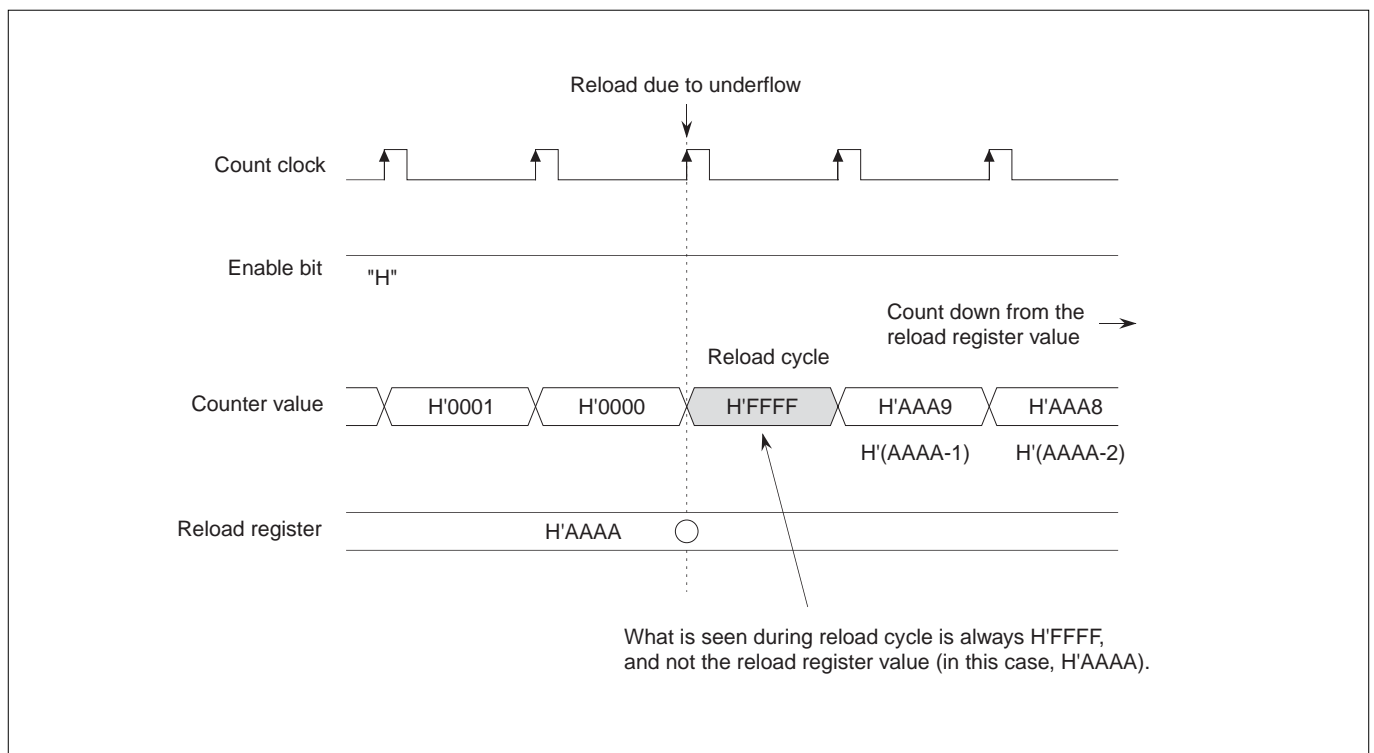 Reload due to underflow
Count clock
Enable bit
"H"
Count down from the
reload register value
Reload cycle
Counter value
H'0001
H'0000
H'FFFF
H'AAA9
H'AAA8
H'(AAAA-1)
H'(AAAA-2)
Reload register
H'AAAA
What is seen during reload cycle is always H'FFFF,
and not the reload register value (in this case, H'AAAA).